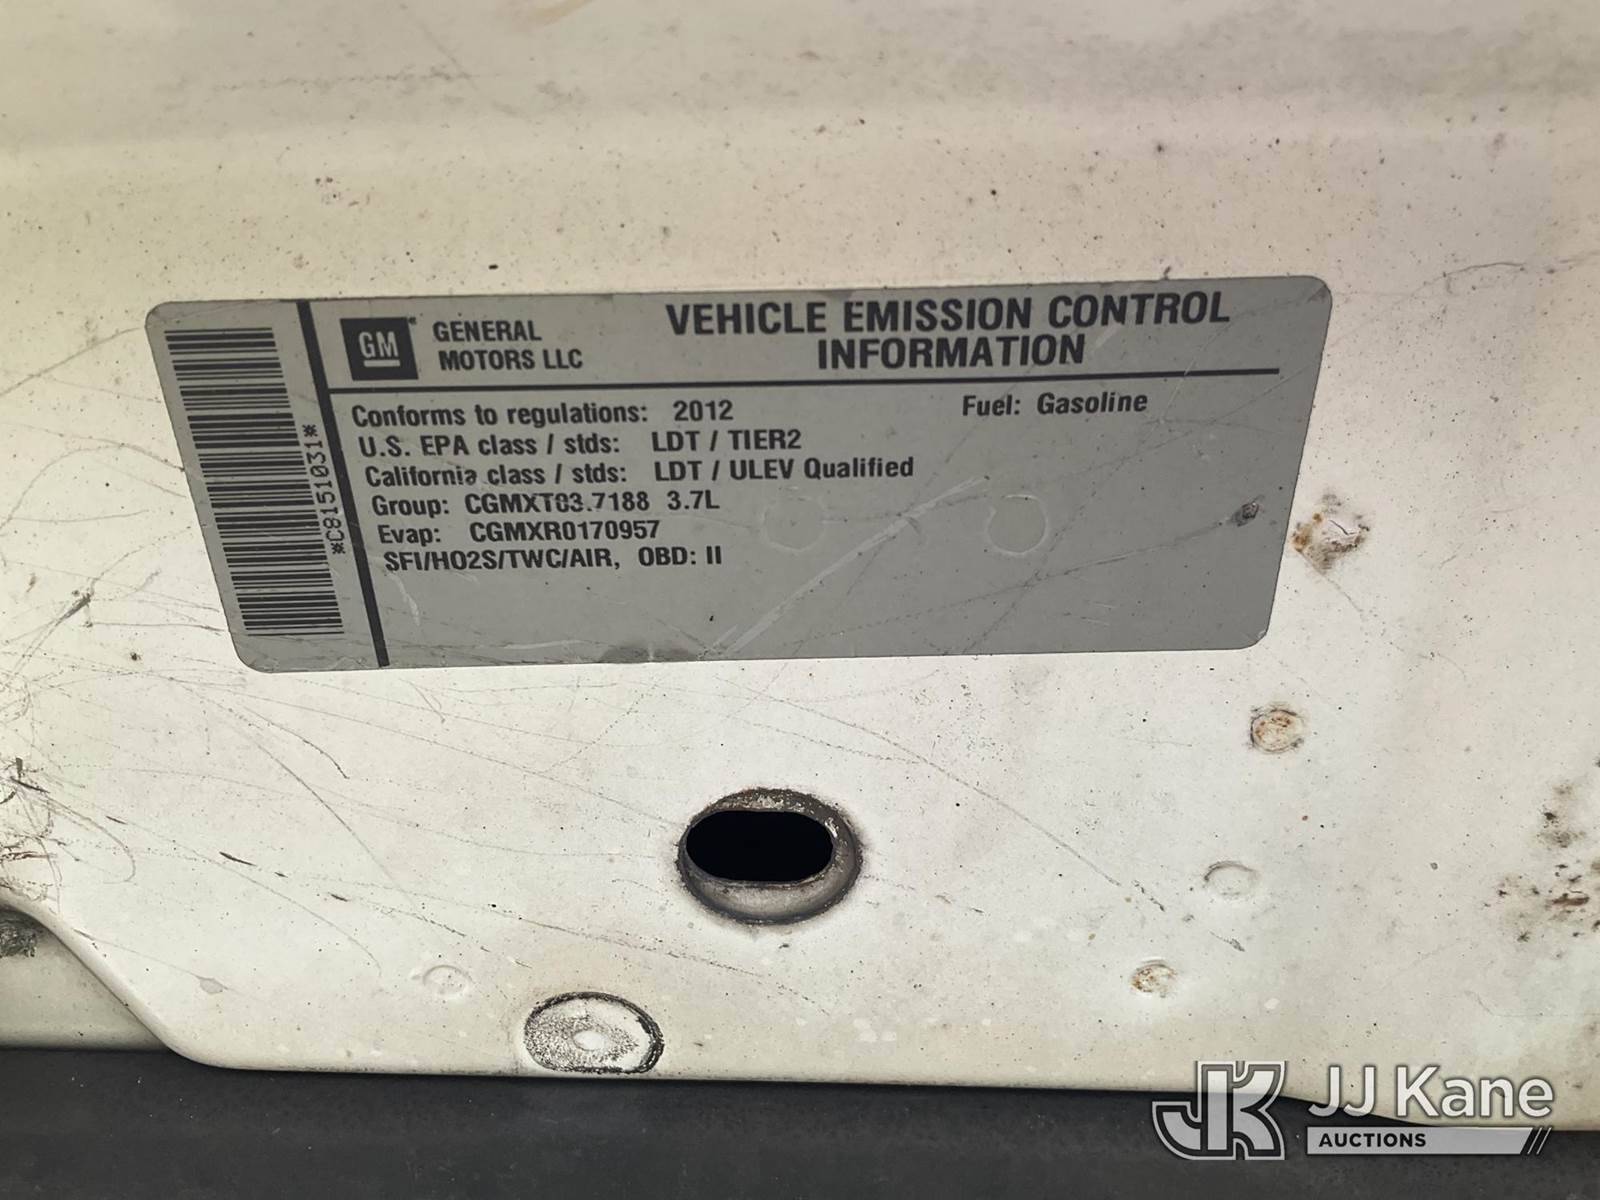 GM
GENERAL MOTORS LLC
VEHICLE EMISSION CONTROL
INFORMATION
Conforms to regulations: 2012 Fuel: Gasoline
U.S. EPA class / stds: LDT / TIER2
California class / stds: LDT / ULEV Qualified
Group: CGMXT03.7188 3.7L
Evap: CGMXR0170957
SFI/HO2S/TWC/AIR, OBD: II
*C8151031*
JK JJ Kane
AUCTIONS